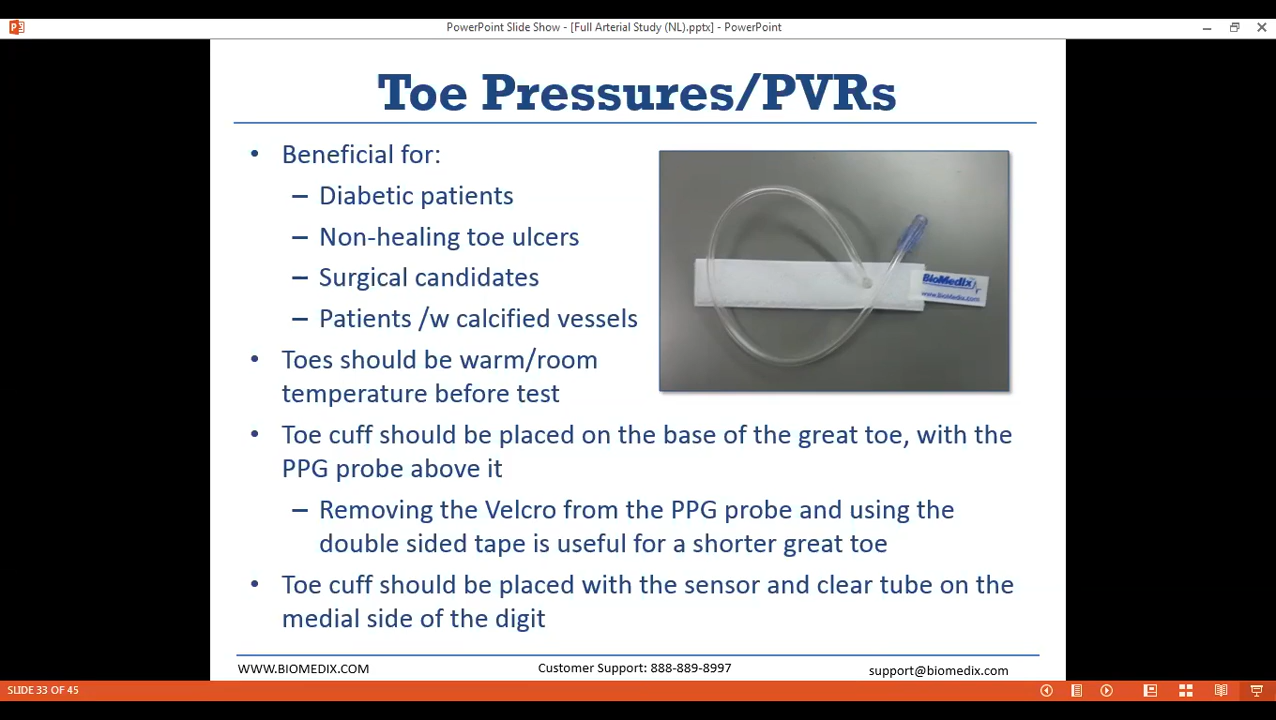 PowerPoint Slide Show - [Full Arterial Study (NL).pptx] - PowerPoint
Toe Pressures/PVRs
• Beneficial for:
– Diabetic patients
– Non-healing toe ulcers
– Surgical candidates
– Patients /w calcified vessels
• Toes should be warm/room
temperature before test
BioMedix
www.BioMedix.com
• Toe cuff should be placed on the base of the great toe, with the
PPG probe above it
– Removing the Velcro from the PPG probe and using the
double sided tape is useful for a shorter great toe
• Toe cuff should be placed with the sensor and clear tube on the
medial side of the digit
WWW.BIOMEDIX.COM
Customer Support: 888-889-8997
support@biomedix.com
SLIDE 33 OF 45